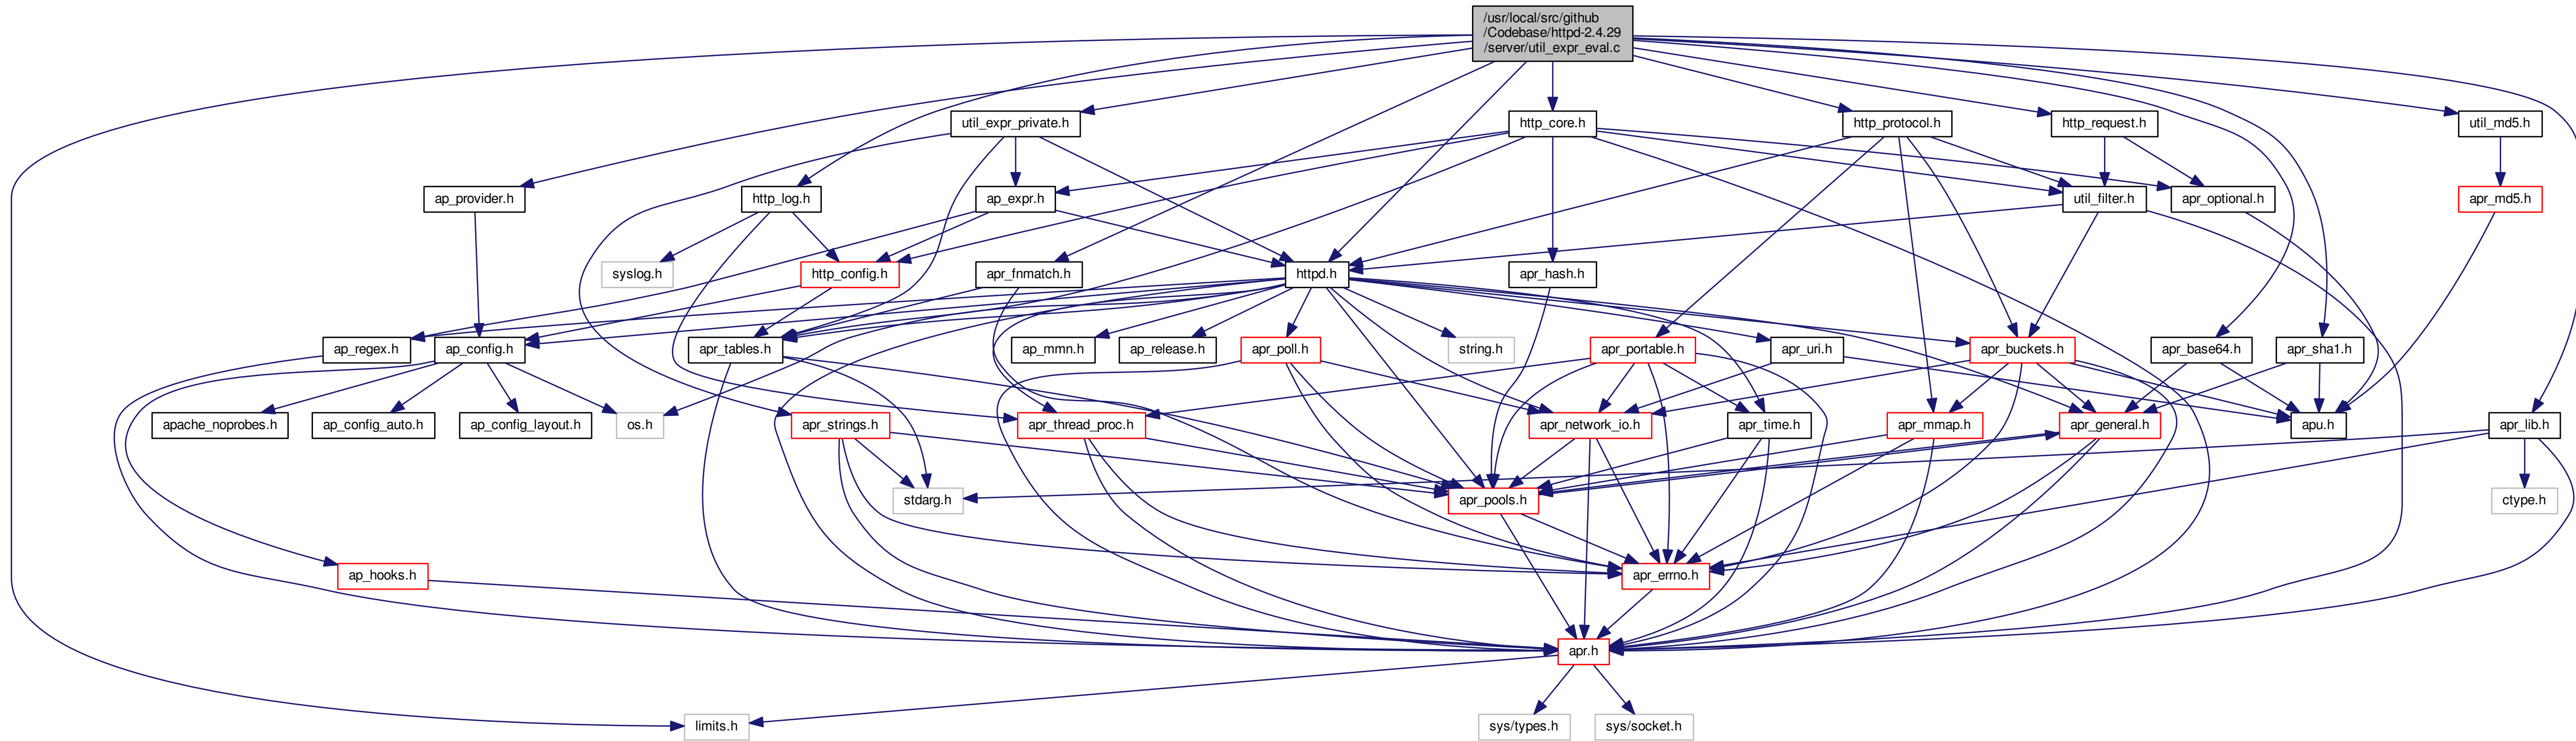 /usr/local/src/github
/Codebase/httpd-2.4.29
/server/util_expr_eval.c
util_expr_private.h
http_core.h
http_protocol.h
http_request.h
util_md5.h
ap_provider.h
http_log.h
ap_expr.h
util_filter.h
apr_optional.h
apr_md5.h
syslog.h
http_config.h
apr_fnmatch.h
httpd.h
apr_hash.h
ap_regex.h
ap_config.h
apr_tables.h
ap_mmn.h
ap_release.h
apr_poll.h
string.h
apr_portable.h
apr_uri.h
apr_buckets.h
apr_base64.h
apr_sha1.h
apache_noprobes.h
ap_config_auto.h
ap_config_layout.h
os.h
apr_strings.h
apr_thread_proc.h
apr_network_io.h
apr_time.h
apr_mmap.h
apr_general.h
apu.h
apr_lib.h
stdarg.h
apr_pools.h
ctype.h
ap_hooks.h
apr_errno.h
apr.h
limits.h
sys/types.h
sys/socket.h